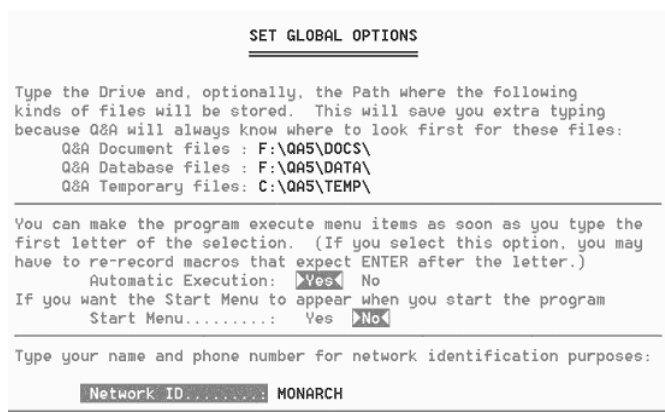 SET GLOBAL OPTIONS
Type the Drive and, optionally, the Path where the following
kinds of files will be stored.  This will save you extra typing
because Q&A will always know where to look first for these files:
Q&A Document files : F:\QA5\DOCS\
Q&A Database files : F:\QA5\DATA\
Q&A Temporary files: C:\QA5\TEMP\
You can make the program execute menu items as soon as you type the
first letter of the selection.  (If you select this option, you may
have to re-record macros that expect ENTER after the letter.)
Automatic Execution:  ►Yes◄  No
If you want the Start Menu to appear when you start the program
Start Menu.........:  Yes  ►No◄
Type your name and phone number for network identification purposes:
Network ID........: MONARCH